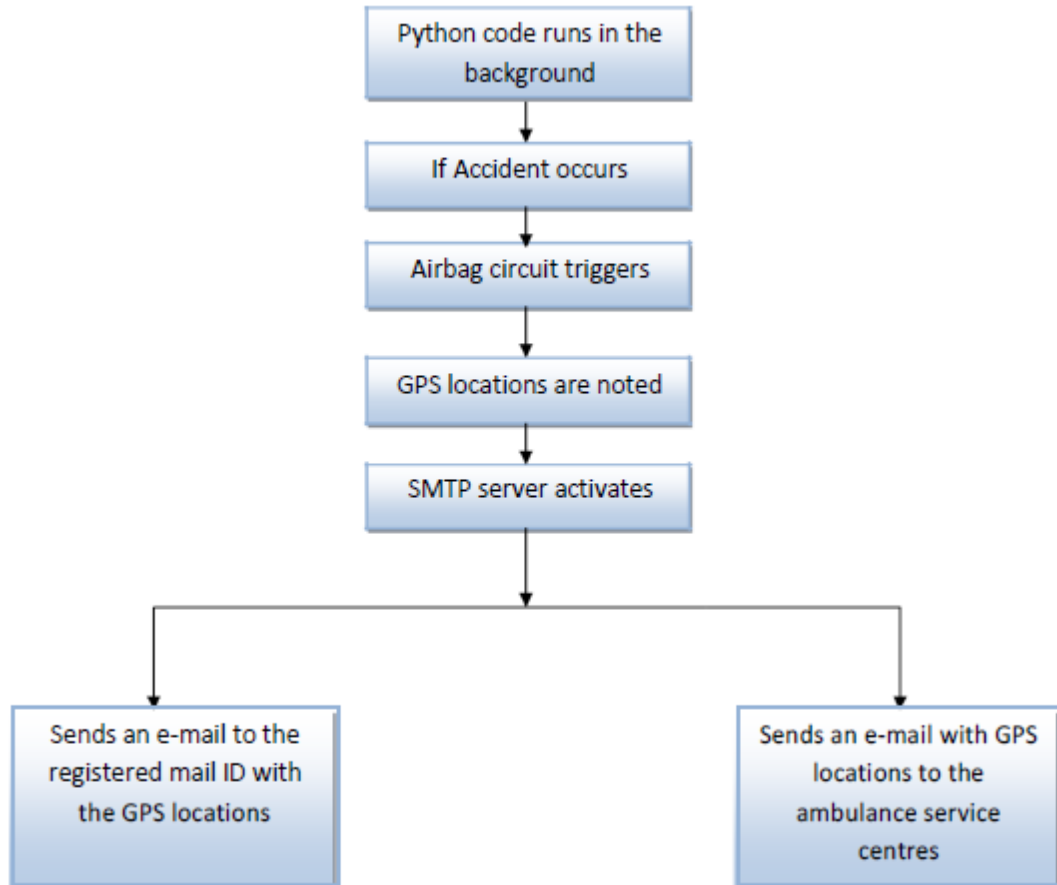 Python code runs in the
background
If Accident occurs
Airbag circuit triggers
GPS locations are noted
SMTP server activates
Sends an e-mail to the
registered mail ID with
the GPS locations
Sends an e-mail with GPS
locations to the
ambulance service
centres